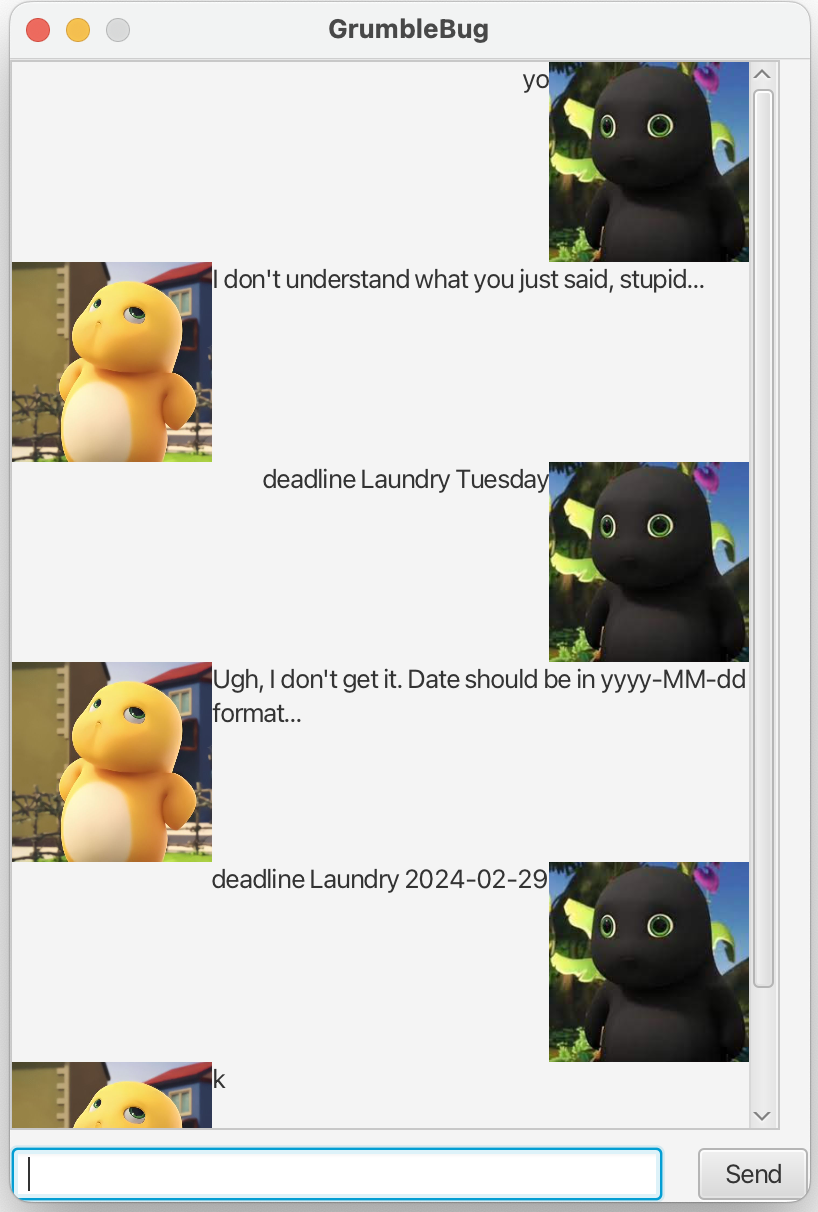 GrumbleBug
yo
I don't understand what you just said, stupid...
deadline Laundry Tuesday
Ugh, I don't get it. Date should be in yyyy-MM-dd
format...
deadline Laundry 2024-02-29
k
Send